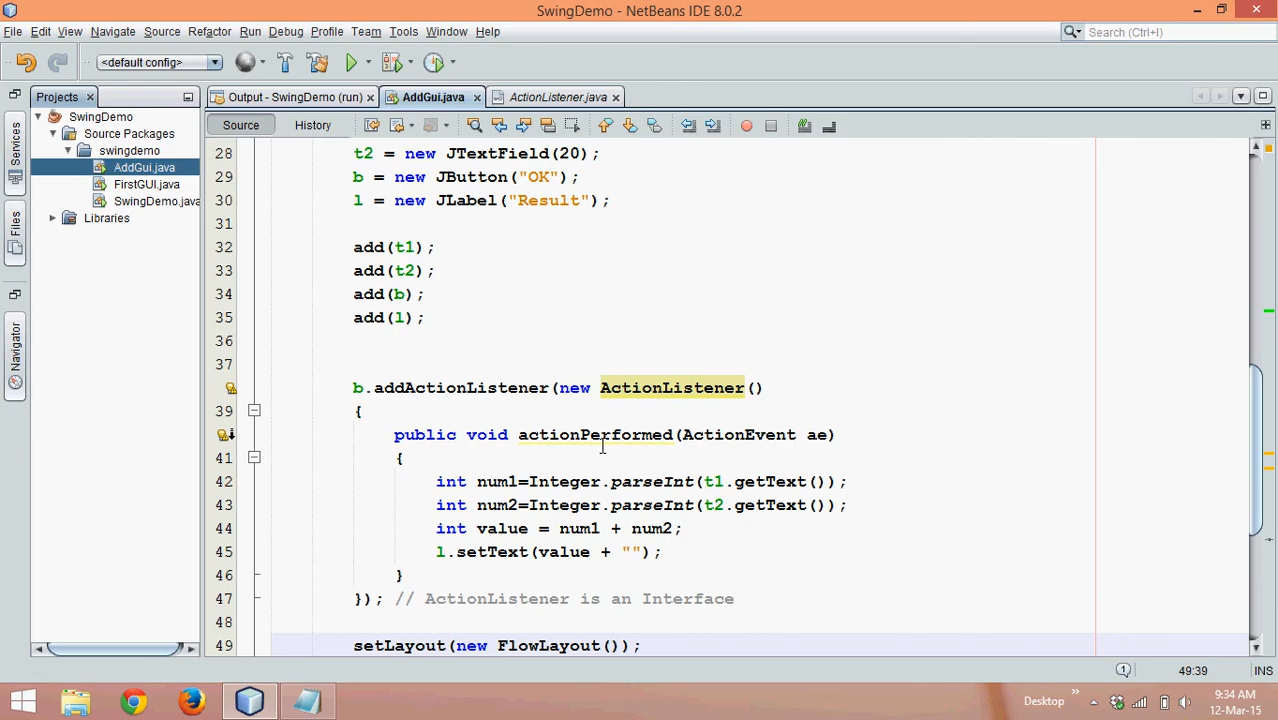 SwingDemo - NetBeans IDE 8.0.2
File Edit View Navigate Source Refactor Run Debug Profile Team Tools Window Help
Search (Ctrl+I)
<default config>
Projects
Output - SwingDemo (run) AddGui.java ActionListener.java
SwingDemo
Source Packages
swingdemo
AddGui.java
FirstGUI.java
SwingDemo.java
Libraries
Services
Files
Navigator
Source History
28 t2 = new JTextField(20);
29 b = new JButton("OK");
30 l = new JLabel("Result");
31
32 add(t1);
33 add(t2);
34 add(b);
35 add(l);
36
37
b.addActionListener(new ActionListener()
39 {
public void actionPerformed(ActionEvent ae)
41 {
42 int num1=Integer.parseInt(t1.getText());
43 int num2=Integer.parseInt(t2.getText());
44 int value = num1 + num2;
45 l.setText(value + "");
46 }
47 }); // ActionListener is an Interface
48
49 setLayout(new FlowLayout());
1
49:39 INS
Desktop
9:34 AM
12-Mar-15